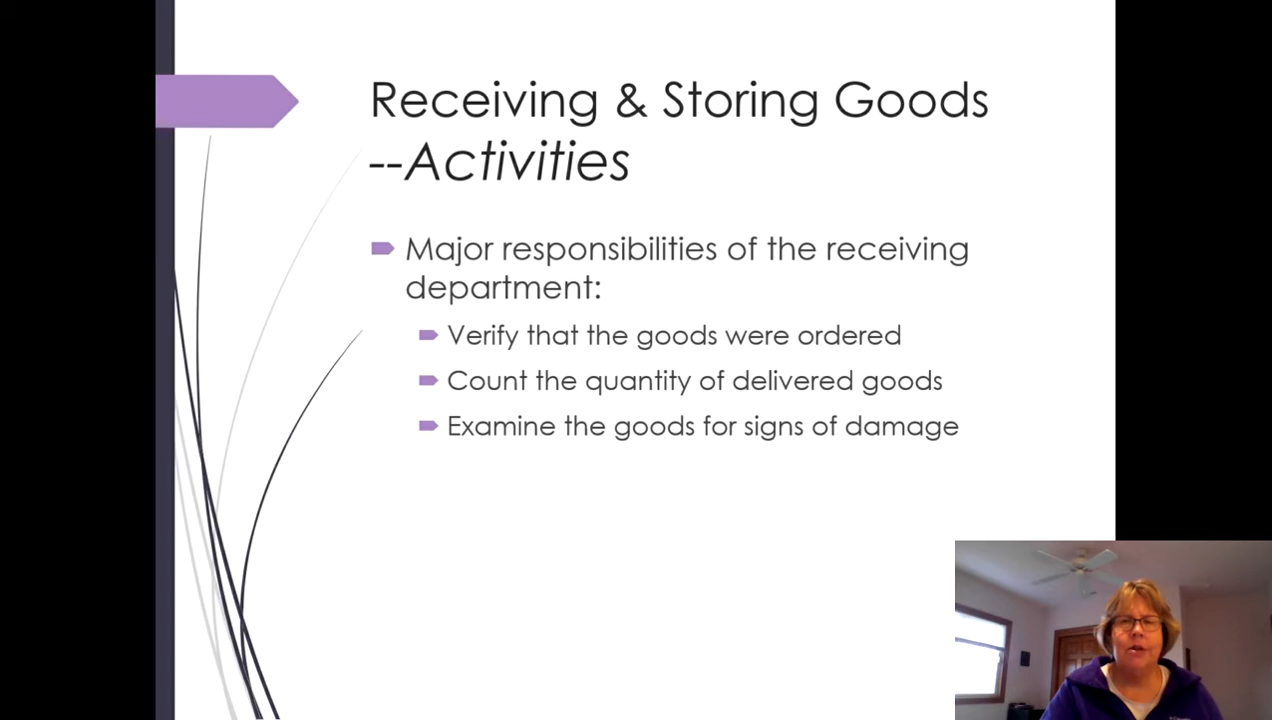 Receiving & Storing Goods
--Activities
Major responsibilities of the receiving
department:
Verify that the goods were ordered
Count the quantity of delivered goods
Examine the goods for signs of damage